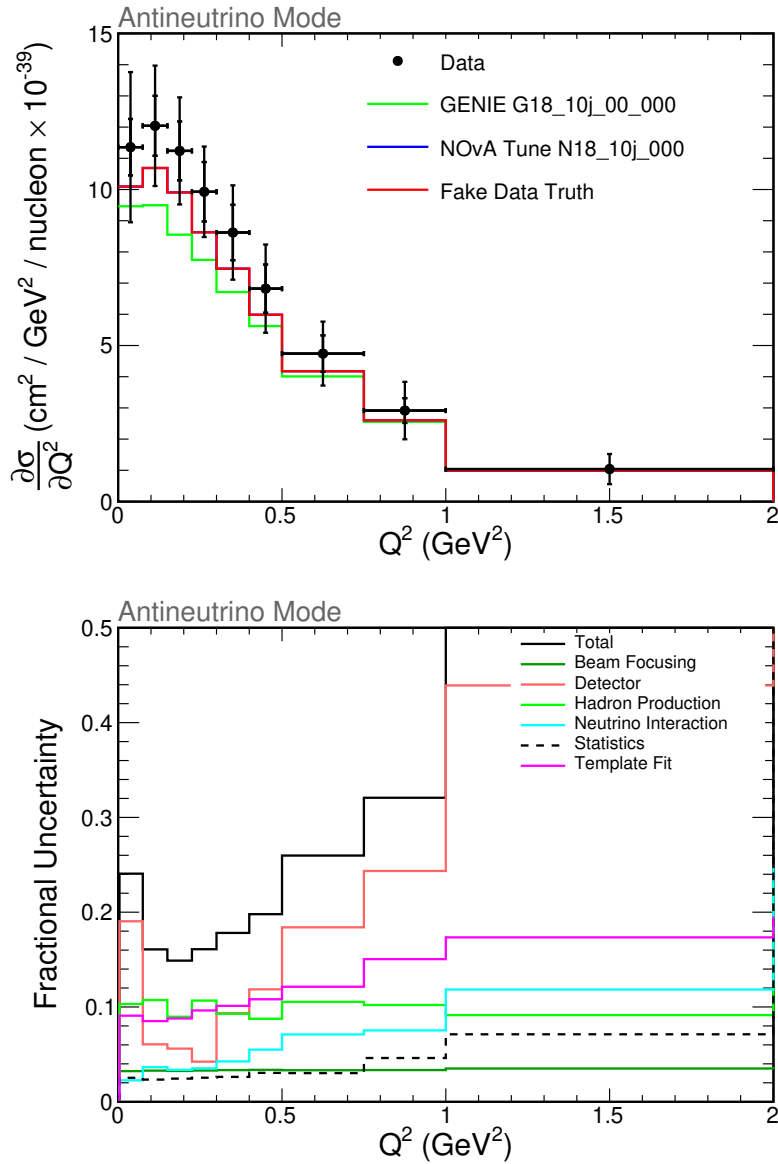 Antineutrino Mode
15
10
5
0
∂σ/∂Q² (cm² / GeV² / nucleon × 10⁻³⁹)
Data
GENIE G18_10j_00_000
NOvA Tune N18_10j_000
Fake Data Truth
0 0.5 1 1.5 2
Q² (GeV²)
Antineutrino Mode
0.5
0.4
0.3
0.2
0.1
0
Fractional Uncertainty
Total
Beam Focusing
Detector
Hadron Production
Neutrino Interaction
Statistics
Template Fit
0 0.5 1 1.5 2
Q² (GeV²)